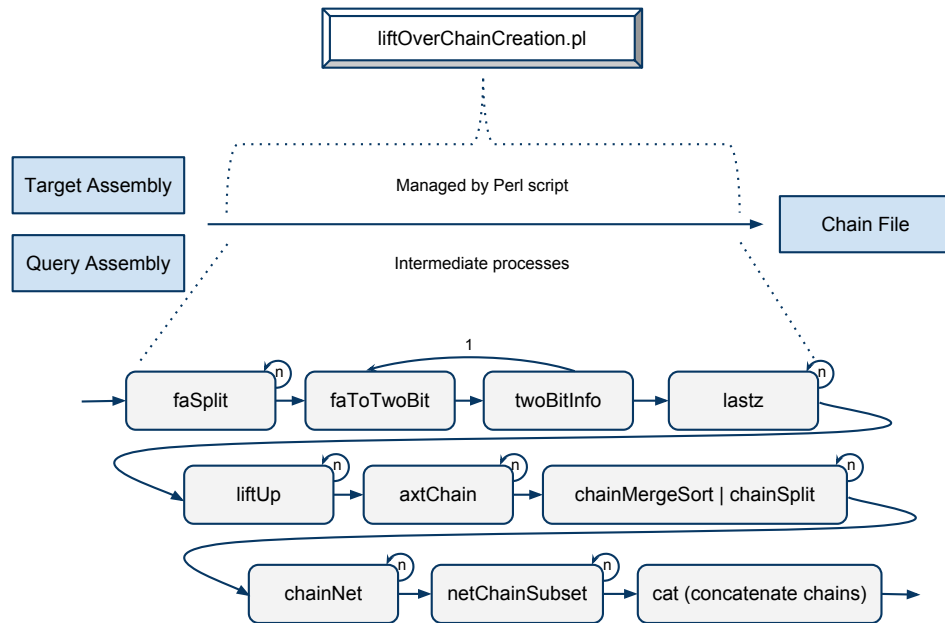 liftOverChainCreation.pl
Target Assembly
Managed by Perl script
Chain File
Query Assembly
Intermediate processes
1
n
n
faSplit
faToTwoBit
twoBitInfo
lastz
n
n
n
liftUp
axtChain
chainMergeSort | chainSplit
n
n
chainNet
netChainSubset
cat (concatenate chains)